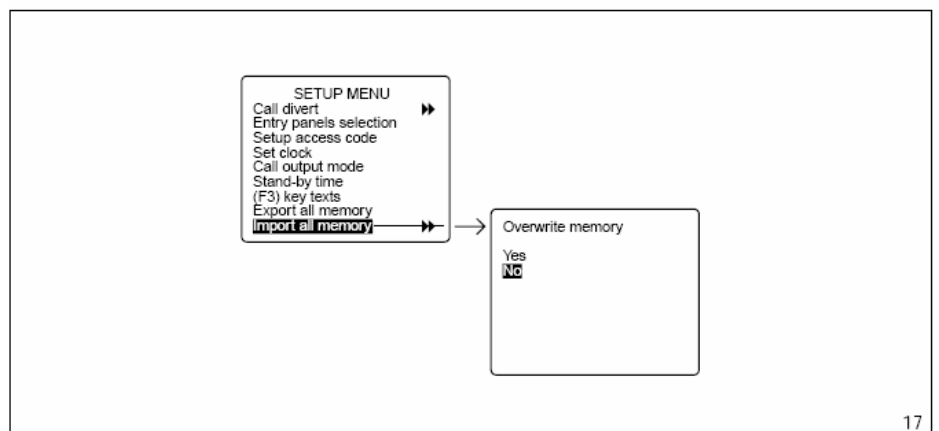 SETUP MENU
Call divert
Entry panels selection
Setup access code
Set clock
Call output mode
Stand-by time
(F3) key texts
Export all memory
Import all memory
Overwrite memory
Yes
No
17